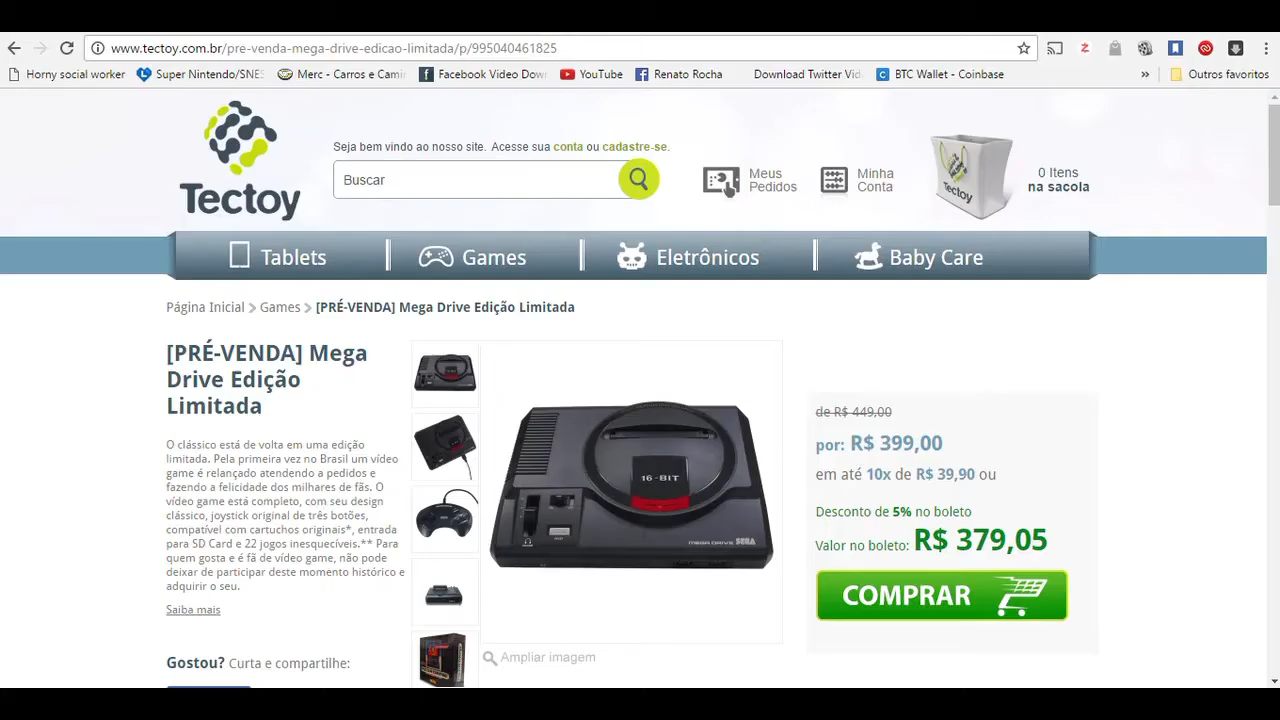 www.tectoy.com.br/pre-venda-mega-drive-edicao-limitada/p/995040461825
Horny social worker
Super Nintendo/SNES
Merc - Carros e Cami
Facebook Video Dow
YouTube
Renato Rocha
Download Twitter Vid
BTC Wallet - Coinbase
»
Outros favoritos
Tectoy
Seja bem vindo ao nosso site. Acesse sua conta ou cadastre-se.
Buscar
Meus
Pedidos
Minha
Conta
Tectoy
0 Itens
na sacola
Tablets
Games
Eletrônicos
Baby Care
Página Inicial > Games > [PRÉ-VENDA] Mega Drive Edição Limitada
[PRÉ-VENDA] Mega
Drive Edição
Limitada
O clássico está de volta em uma edição
limitada. Pela primeira vez no Brasil um vídeo
game é relançado atendendo a pedidos e
fazendo a felicidade dos milhares de fãs. O
vídeo game está completo, com seu design
clássico, joystick original de três botões,
compatível com cartuchos originais*, entrada
para SD Card e 22 jogos inesquecíveis.** Para
quem gosta e é fã de vídeo game, não pode
deixar de participar deste momento histórico e
adquirir o seu.
Saiba mais
Gostou? Curta e compartilhe:
16-BIT
MEGA DRIVE SEGA
Ampliar imagem
de R$ 449,00
por: R$ 399,00
em até 10x de R$ 39,90 ou
Desconto de 5% no boleto
Valor no boleto: R$ 379,05
COMPRAR